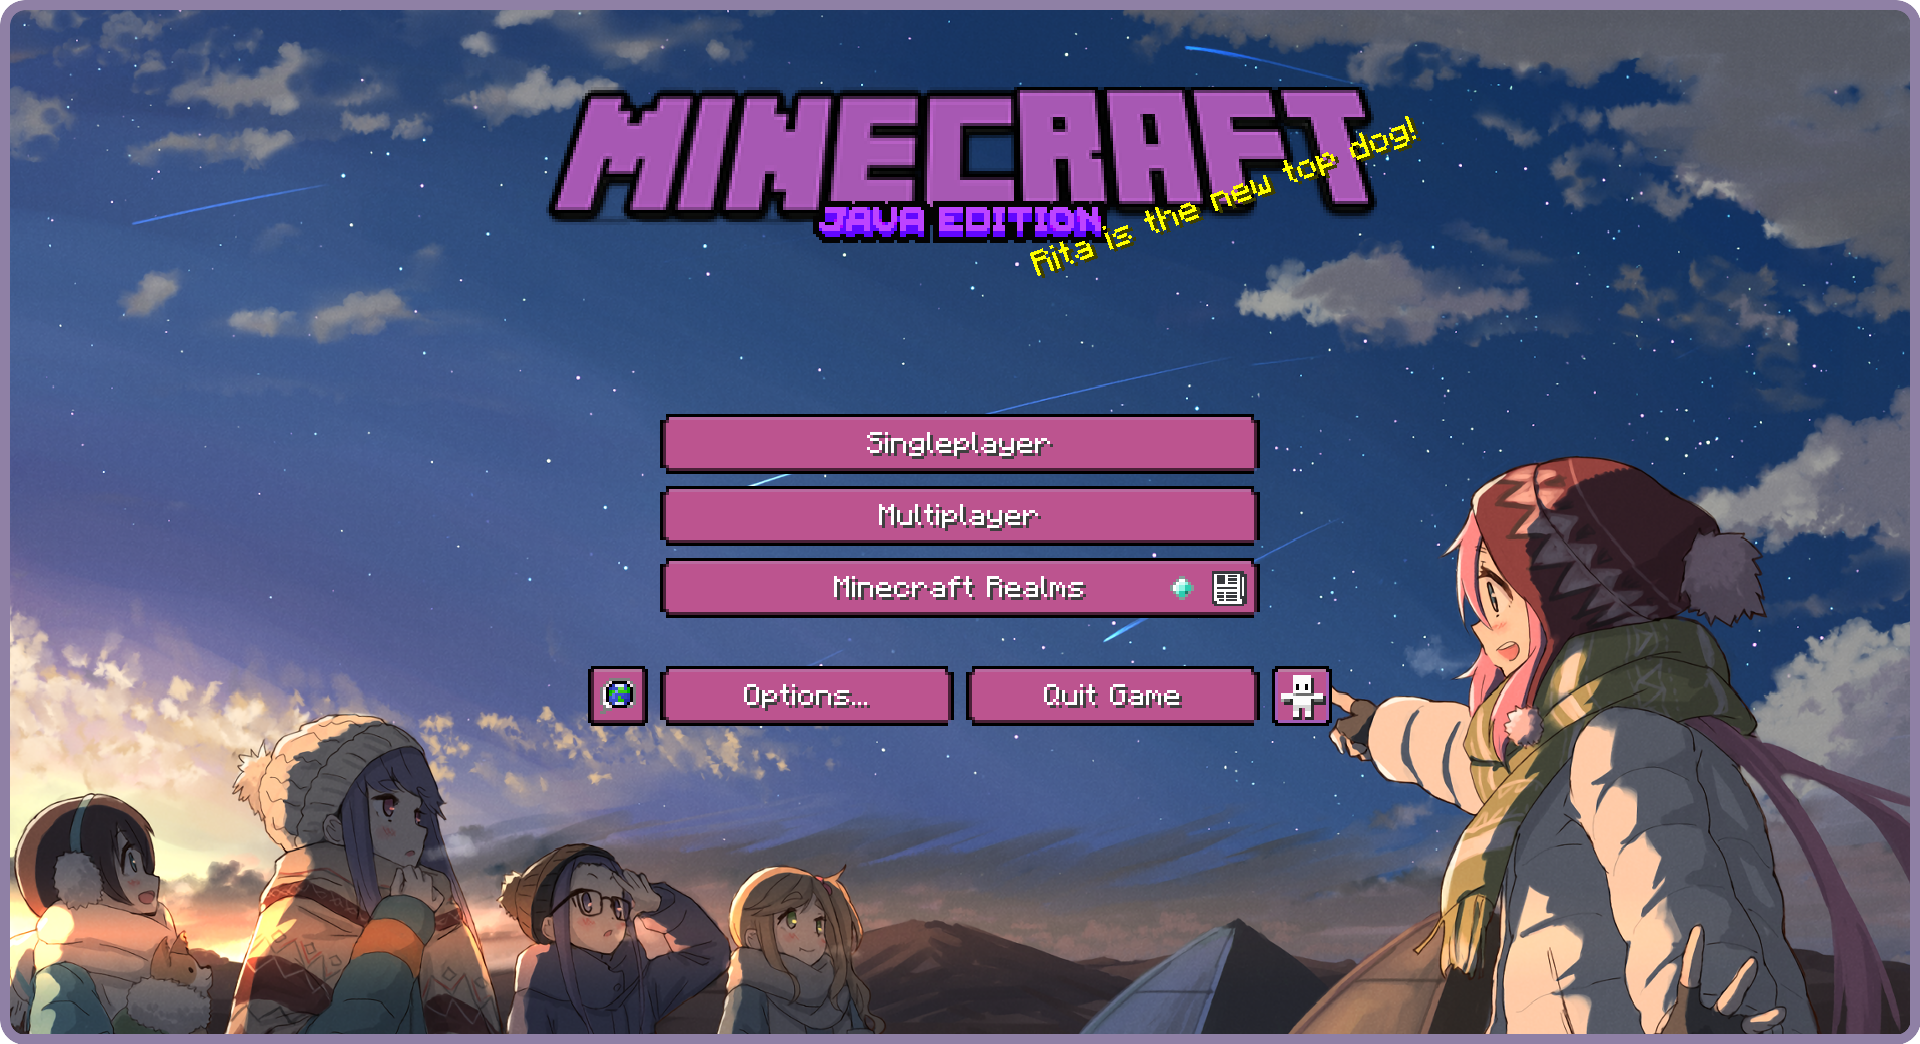 MINECRAFT
JAVA EDITION
Rita is the new top dog!
Singleplayer
Multiplayer
Minecraft Realms
Options...
Quit Game